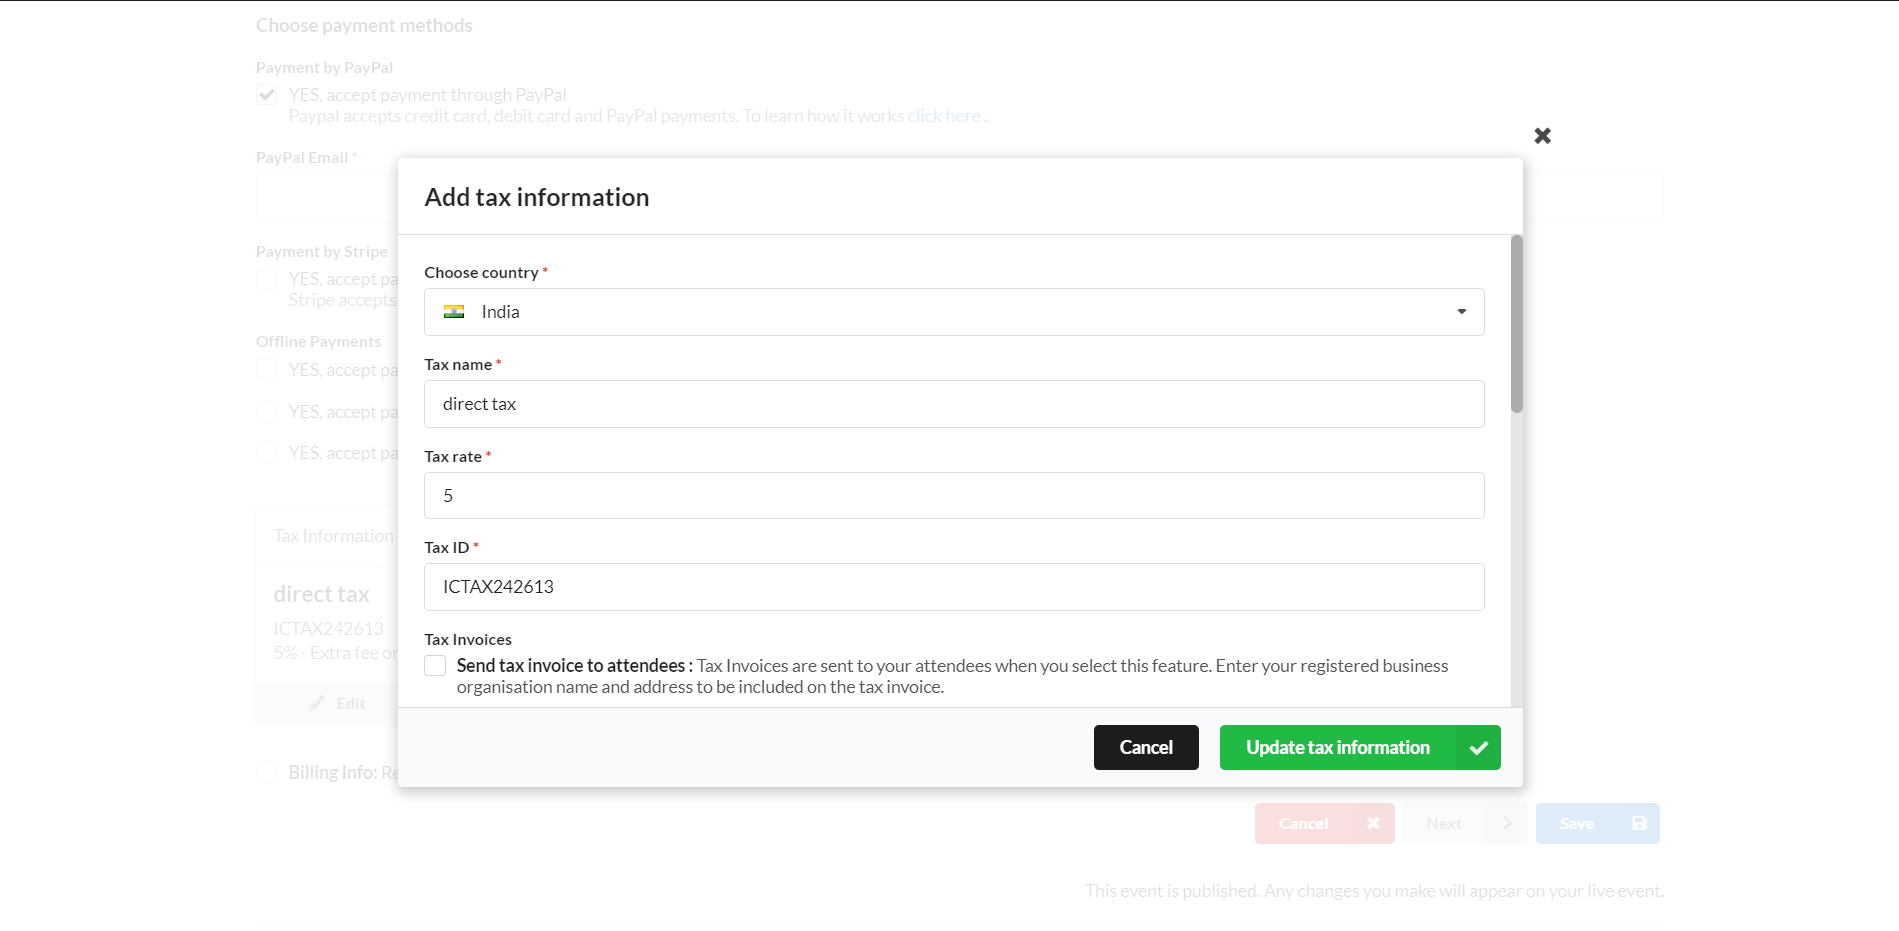 Choose payment methods
Payment by PayPal
YES, accept payment through PayPal
Paypal accepts credit card, debit card and PayPal payments. To learn how it works click here .
PayPal Email *
Add tax information
Payment by Stripe
YES, accept pa
Stripe accepts
Offline Payments
YES, accept pa
YES, accept pa
YES, accept pa
Tax Information
direct tax
ICTAX242613
5% - Extra fee or
Edit
Billing Info: Re
Choose country *
India
Tax name *
direct tax
Tax rate *
5
Tax ID *
ICTAX242613
Tax Invoices
Send tax invoice to attendees : Tax Invoices are sent to your attendees when you select this feature. Enter your registered business
organisation name and address to be included on the tax invoice.
Cancel
Update tax information
Cancel
Next
Save
This event is published. Any changes you make will appear on your live event.